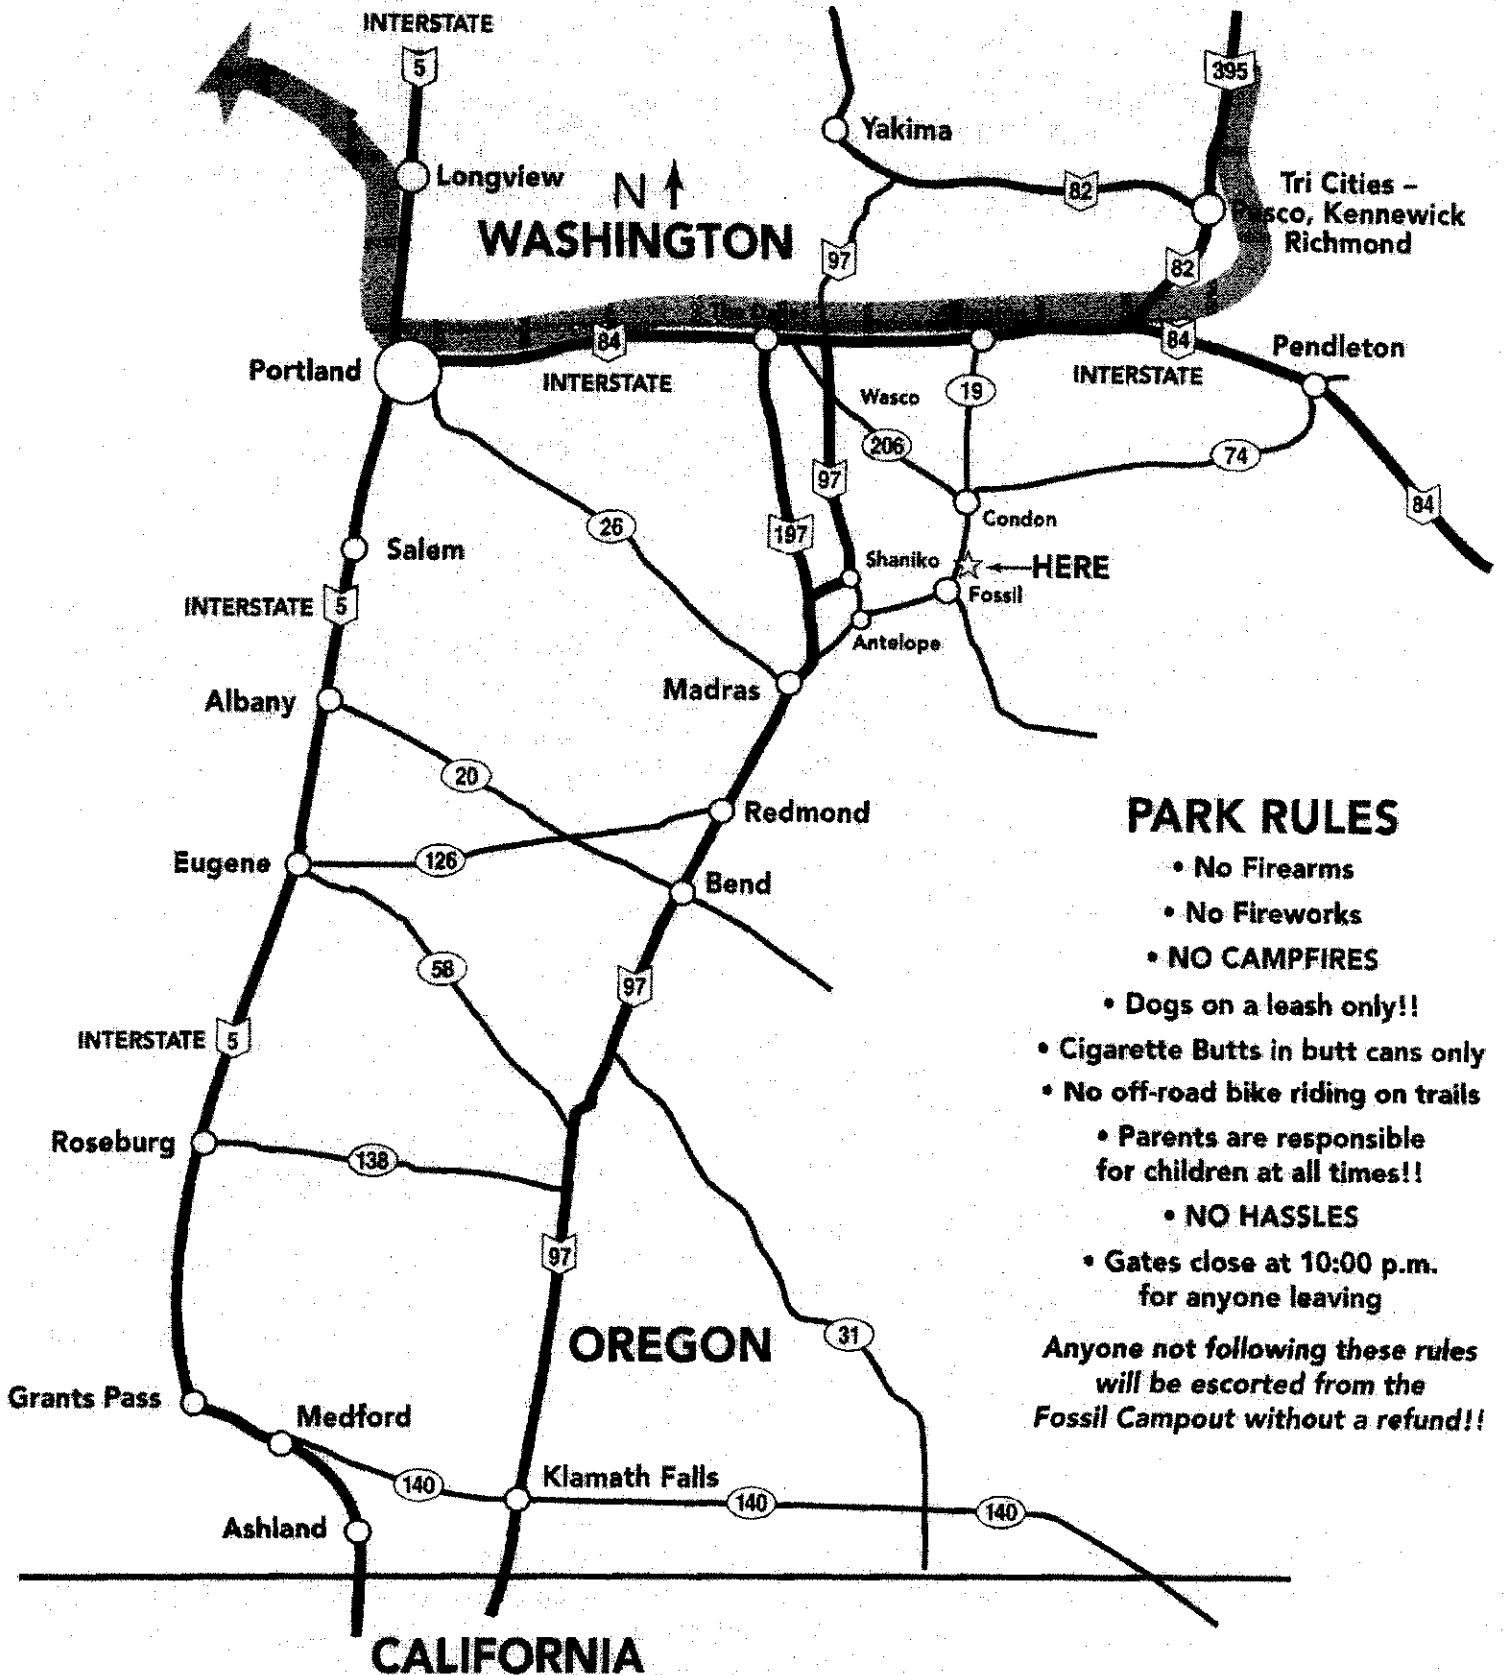 INTERSTATE
5
395
Yakima
Longview
N
82
Tri Cities –
Pasco, Kennewick
Richmond
WASHINGTON
97
82
The Dalles
84
84
INTERSTATE
INTERSTATE
Pendleton
Portland
Wasco
19
206
74
97
84
Condon
26
197
Salem
Shaniko
HERE
INTERSTATE 5
Fossil
Antelope
Madras
Albany
20
Redmond
Eugene
126
Bend
58
97
INTERSTATE 5
Roseburg
138
97
OREGON
31
Grants Pass
Medford
140
Klamath Falls
140
140
Ashland
CALIFORNIA
PARK RULES
• No Firearms
• No Fireworks
• NO CAMPFIRES
• Dogs on a leash only!!
• Cigarette Butts in butt cans only
• No off-road bike riding on trails
• Parents are responsible
for children at all times!!
• NO HASSLES
• Gates close at 10:00 p.m.
for anyone leaving
Anyone not following these rules
will be escorted from the
Fossil Campout without a refund!!